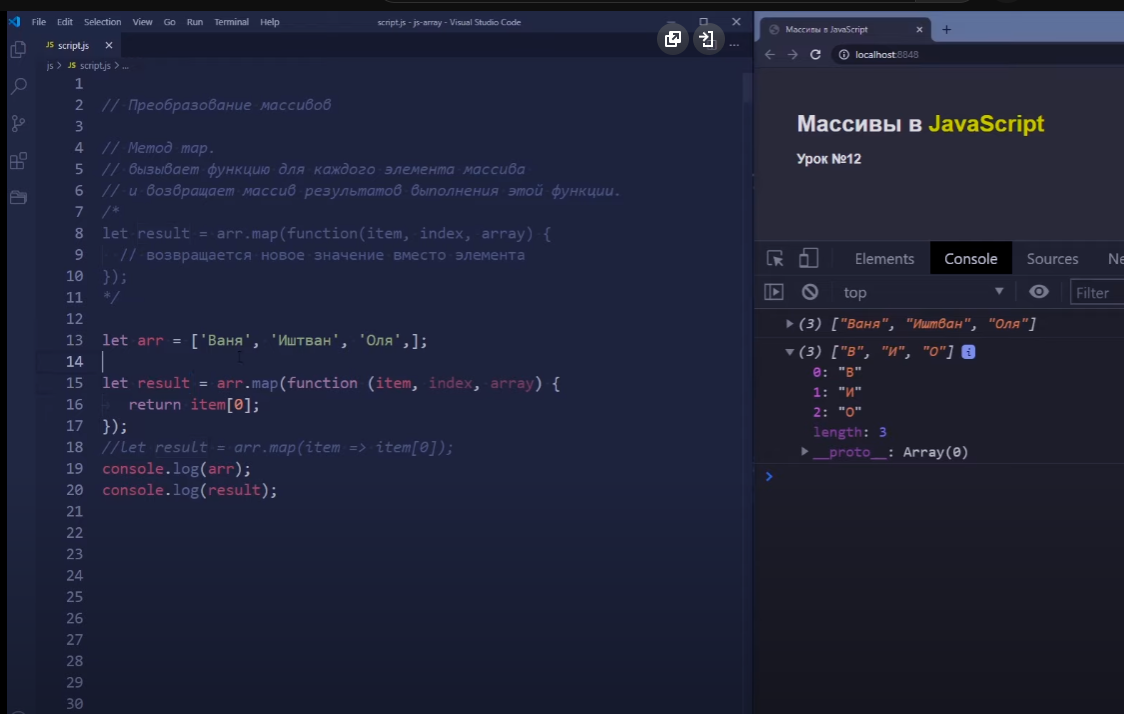 File Edit Selection View Go Run Terminal Help script.js - js-array - Visual Studio Code
JS script.js ×
js > JS script.js > ...
1
2 // Преобразование массивов
3
4 // Метод map.
5 // вызывает функцию для каждого элемента массива
6 // и возвращает массив результатов выполнения этой функции.
7 /*
8 let result = arr.map(function(item, index, array) {
9 // возвращается новое значение вместо элемента
10 });
11 */
12
13 let arr = ['Ваня', 'Иштван', 'Оля',];
14
15 let result = arr.map(function (item, index, array) {
16 return item[0];
17 });
18 //let result = arr.map(item => item[0]);
19 console.log(arr);
20 console.log(result);
21
22
23
24
25
26
27
28
29
30
Массивы в JavaScript
localhost:8848
Массивы в JavaScript
Урок №12
Elements Console Sources Ne
top Filter
(3) ["Ваня", "Иштван", "Оля"]
(3) ["В", "И", "О"] i
0: "В"
1: "И"
2: "О"
length: 3
__proto__: Array(0)